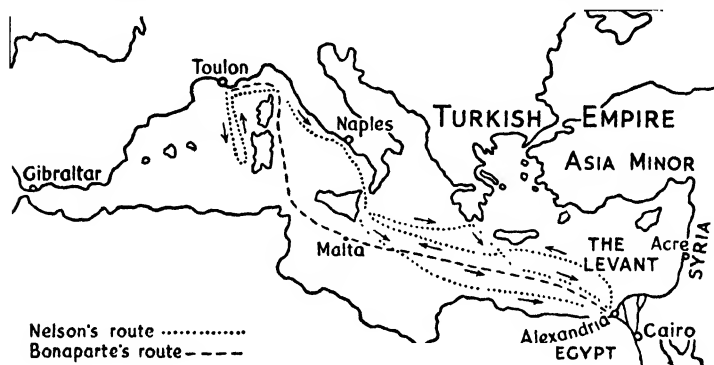 Toulon
Naples
TURKISH EMPIRE
ASIA MINOR
Gibraltar
Malta
THE
LEVANT
Acre
SYRIA
Alexandria
Cairo
EGYPT
Nelson's route ..............
Bonaparte's route------